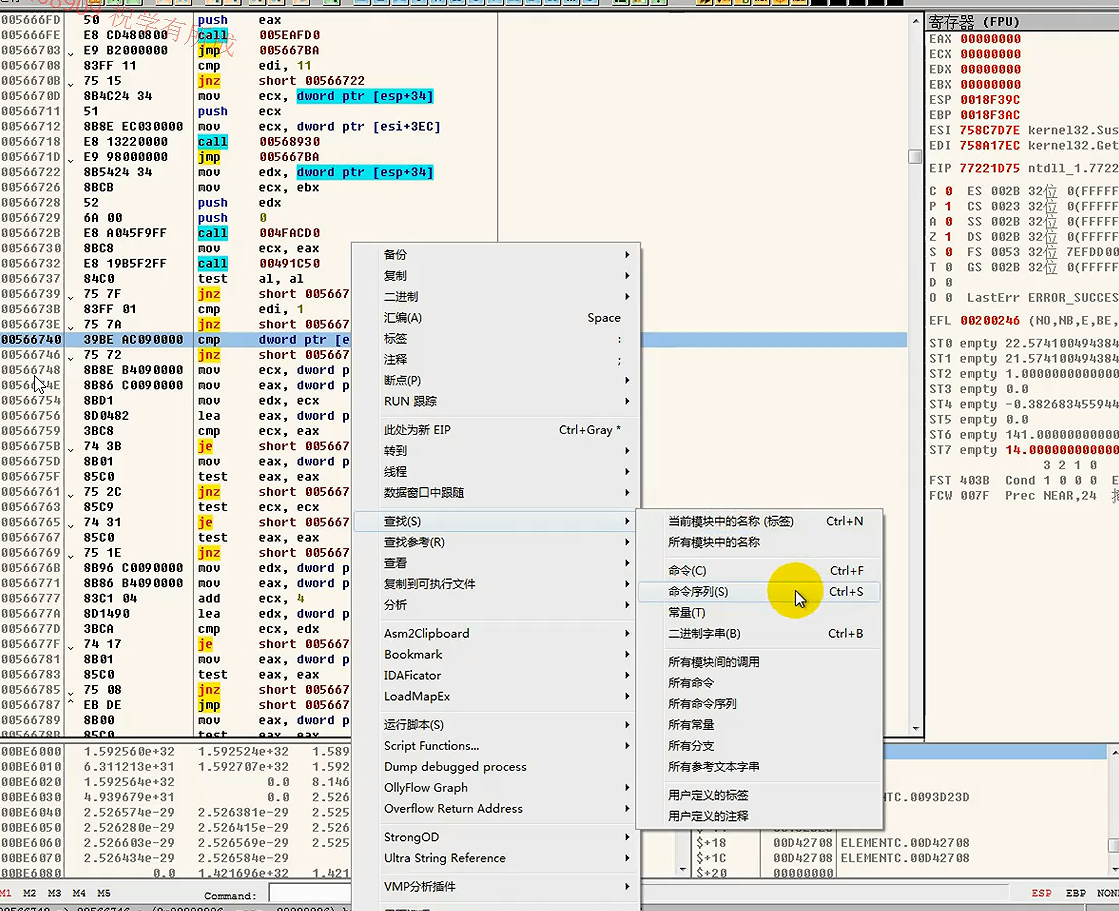 祝学有所成
寄存器 (FPU)
005666FD 50 push eax
005666FE E8 CD480800 call 005EAFD0
00566703 E9 B2000000 jmp 005667BA
00566708 83FF 11 cmp edi, 11
0056670B 75 15 jnz short 00566722
0056670D 8B4C24 34 mov ecx, dword ptr [esp+34]
00566711 51 push ecx
00566712 8B8E EC030000 mov ecx, dword ptr [esi+3EC]
00566718 E8 13220000 call 00568930
0056671D E9 98000000 jmp 005667BA
00566722 8B5424 34 mov edx, dword ptr [esp+34]
00566726 8BCB mov ecx, ebx
00566728 52 push edx
00566729 6A 00 push 0
0056672B E8 A045F9FF call 004FACD0
00566730 8BC8 mov ecx, eax
00566732 E8 19B5F2FF call 00491C50
00566737 84C0 test al, al
00566739 75 7F jnz short 005667
0056673B 83FF 01 cmp edi, 1
0056673E 75 7A jnz short 005667
00566740 39BE AC090000 cmp dword ptr [e
00566746 75 72 jnz short 005667
00566748 8B8E B4090000 mov ecx, dword p
8B86 C0090000 mov eax, dword p
00566754 8BD1 mov edx, ecx
00566756 8D0482 lea eax, dword p
00566759 3BC8 cmp ecx, eax
0056675B 74 3B je short 005667
0056675D 8B01 mov eax, dword p
0056675F 85C0 test eax, eax
00566761 75 2C jnz short 005667
00566763 85C9 test ecx, ecx
00566765 74 31 je short 005667
00566767 85C0 test eax, eax
00566769 75 1E jnz short 005667
0056676B 8B96 C0090000 mov edx, dword p
00566771 8B86 B4090000 mov eax, dword p
00566777 83C1 04 add ecx, 4
0056677A 8D1490 lea edx, dword p
0056677D 3BCA cmp ecx, edx
0056677F 74 17 je short 005667
00566781 8B01 mov eax, dword p
00566783 85C0 test eax, eax
00566785 75 08 jnz short 005667
00566787 EB DE jmp short 005667
00566789 8B00 mov eax, dword p
0056678B 85C0 test eax, eax
EAX 00000000
ECX 00000000
EDX 00000000
EBX 00000000
ESP 0018F39C
EBP 0018F3AC
ESI 758C7D7E kernel32.Sus
EDI 758A17EC kernel32.Get
EIP 77221D75 ntdll_1.7722
C 0 ES 002B 32位 0(FFFFF
P 1 CS 0023 32位 0(FFFFF
A 0 SS 002B 32位 0(FFFFF
Z 1 DS 002B 32位 0(FFFFF
S 0 FS 0053 32位 7EFDD00
T 0 GS 002B 32位 0(FFFFF
D 0
O 0 LastErr ERROR_SUCCES
EFL 00200246 (NO,NB,E,BE,
ST0 empty 22.574100494384
ST1 empty 21.574100494384
ST2 empty 1.0000000000000
ST3 empty 0.0
ST4 empty -0.382683455944
ST5 empty 0.0
ST6 empty 141.00000000000
ST7 empty 14.000000000000
3 2 1 0
FST 403B Cond 1 0 0 0 E
FCW 007F Prec NEAR,24
备份
复制
二进制
汇编(A) Space
标签 :
注释 ;
断点(P)
RUN 跟踪
此处为新 EIP Ctrl+Gray *
转到
线程
数据窗口中跟随
查找(S)
查找参考(R)
查看
复制到可执行文件
分析
Asm2Clipboard
Bookmark
IDAFicator
LoadMapEx
运行脚本(S)
Script Functions...
Dump debugged process
OllyFlow Graph
Overflow Return Address
StrongOD
Ultra String Reference
VMP分析插件
当前模块中的名称 (标签) Ctrl+N
所有模块中的名称
命令(C) Ctrl+F
命令序列(S) Ctrl+S
常量(T)
二进制字串(B) Ctrl+B
所有模块间的调用
所有命令
所有命令序列
所有常量
所有分支
所有参考文本字串
用户定义的标签
用户定义的注释
00BE6000 1.592560e+32 1.592524e+32 1.589
00BE6010 6.311213e+31 1.592707e+32 1.592
00BE6020 1.592564e+32 0.0 8.146
00BE6030 4.939679e+31 0.0 2.526
00BE6040 2.526574e-29 2.526381e-29 2.525
00BE6050 2.526280e-29 2.526415e-29 2.525
00BE6060 2.526603e-29 2.526569e-29 2.525
00BE6070 2.526434e-29 2.526584e-29
00BE6080 0.0 1.421696e+32 1.421
NTC.0093D23D
$+18 00D42708 ELEMENTC.00D42708
$+1C 00D42708 ELEMENTC.00D42708
$+20 00000000
M1 M2 M3 M4 M5 Command: ESP EBP NON